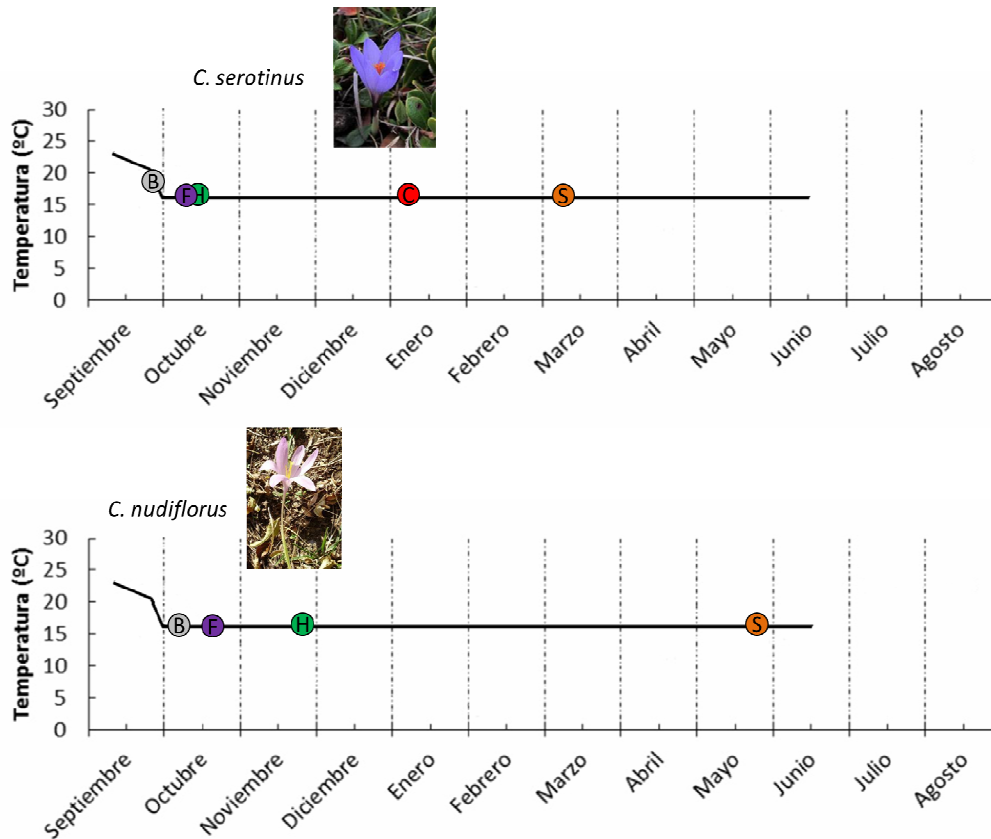 C. serotinus
Temperatura (ºC)
30
25
20
15
10
5
0
B
F
H
C
S
Septiembre
Octubre
Noviembre
Diciembre
Enero
Febrero
Marzo
Abril
Mayo
Junio
Julio
Agosto
C. nudiflorus
Temperatura (ºC)
30
25
20
15
10
5
0
B
F
H
S
Septiembre
Octubre
Noviembre
Diciembre
Enero
Febrero
Marzo
Abril
Mayo
Junio
Julio
Agosto